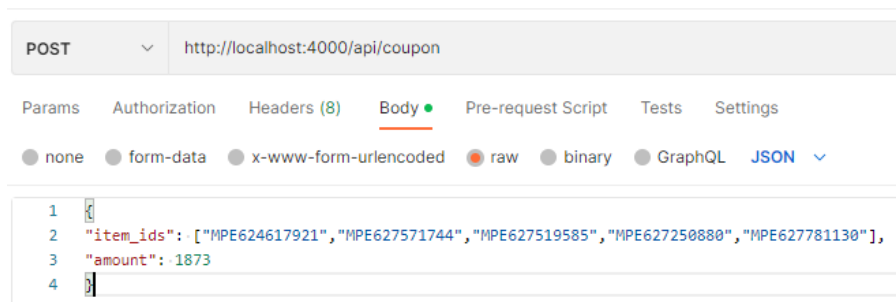 POST http://localhost:4000/api/coupon
Params Authorization Headers (8) Body Pre-request Script Tests Settings
none form-data x-www-form-urlencoded raw binary GraphQL JSON
1 {
2 "item_ids": ["MPE624617921","MPE627571744","MPE627519585","MPE627250880","MPE627781130"],
3 "amount": 1873
4 }